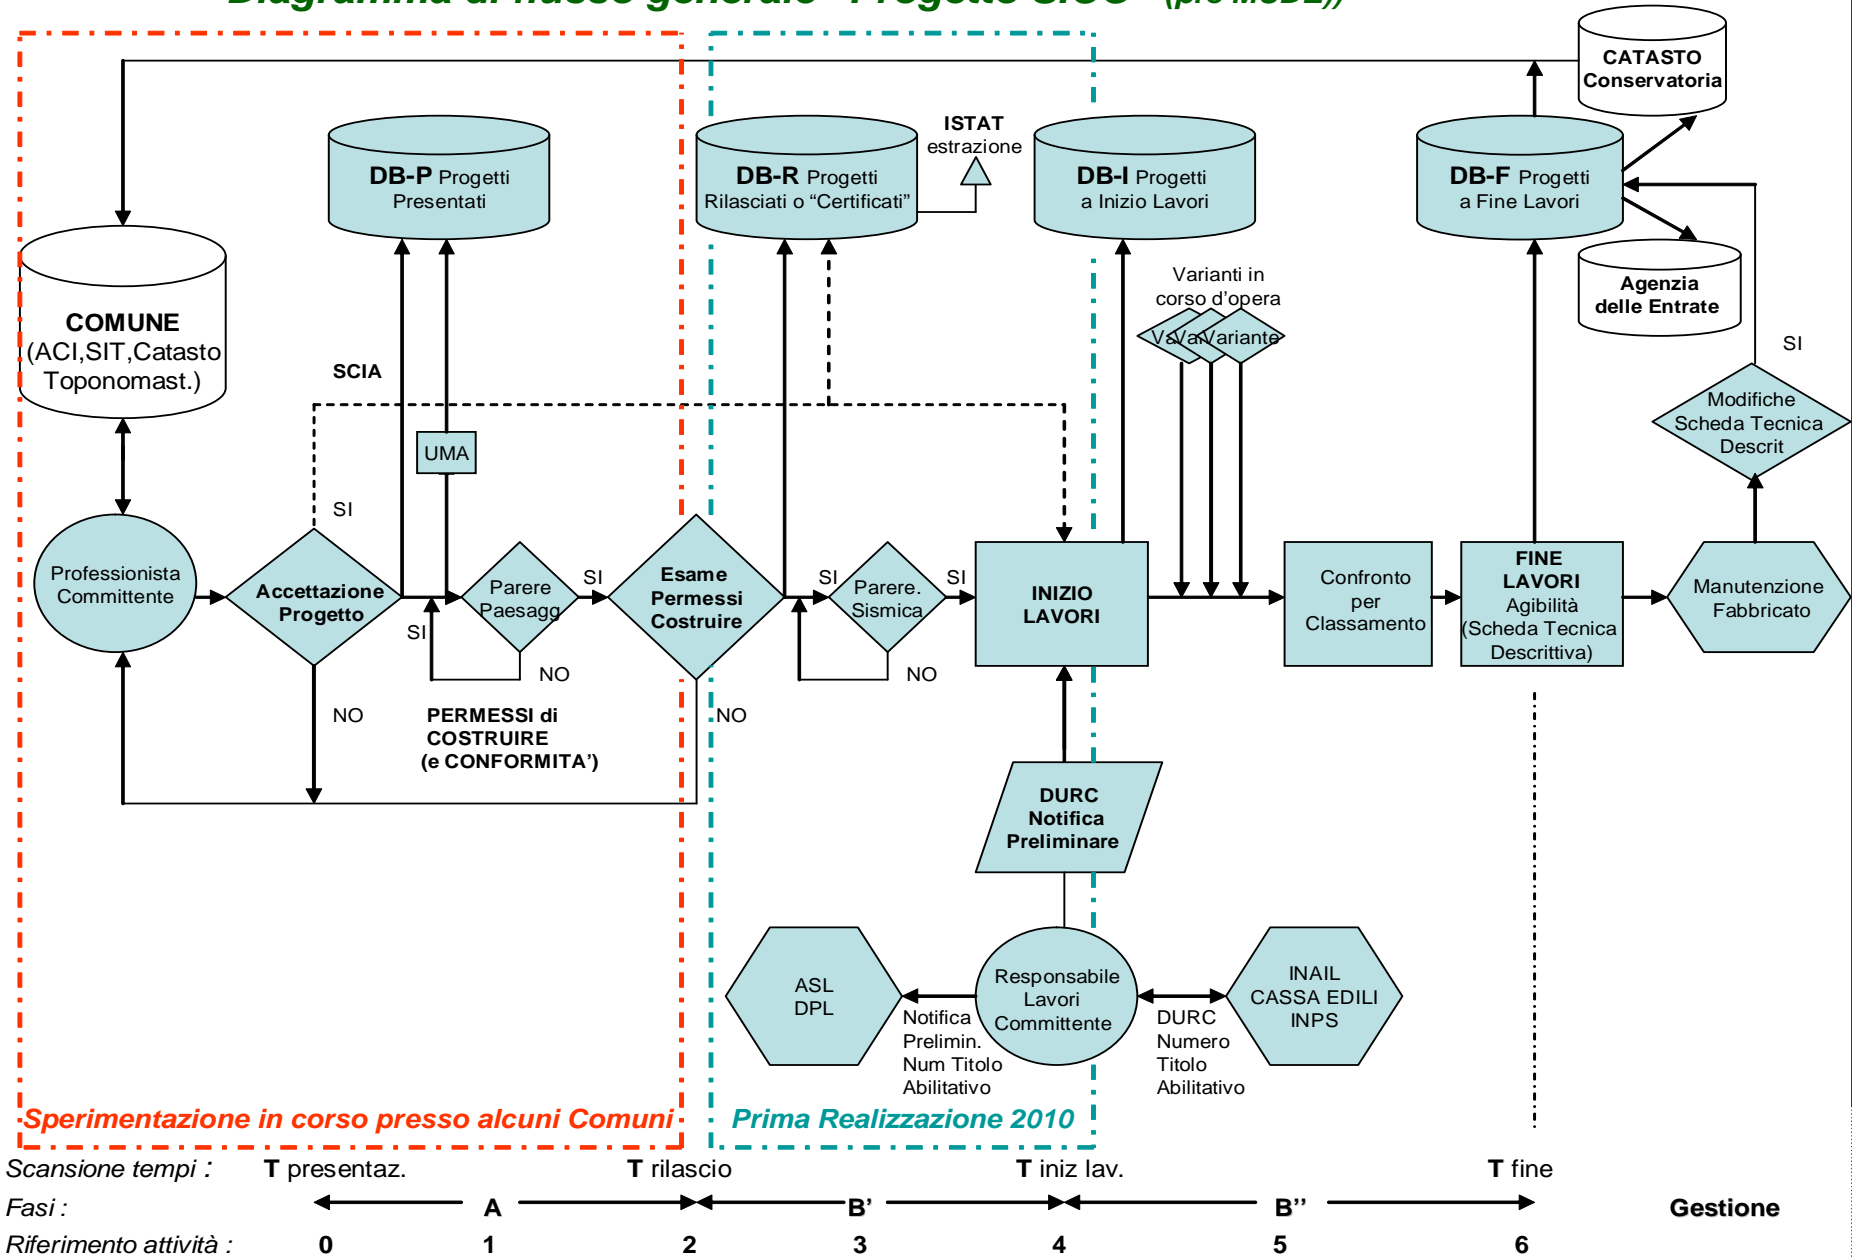 CATASTO
Conservatoria
ISTAT
estrazione
DB-P Progetti
Presentati
DB-R Progetti
Rilasciati o “Certificati”
DB-I Progetti
a Inizio Lavori
DB-F Progetti
a Fine Lavori
Agenzia
delle Entrate
COMUNE
(ACI,SIT,Catasto
Toponomast.)
Varianti in
corso d’opera
Variante
SCIA
SI
UMA
Modifiche
Scheda Tecnica
Descrit
SI
Professionista
Committente
Accettazione
Progetto
SI
Parere
Paesagg
SI
Esame
Permessi
Costruire
SI
Parere.
Sismica
SI
INIZIO
LAVORI
Confronto
per
Classamento
FINE
LAVORI
Agibilità
(Scheda Tecnica
Descrittiva)
Manutenzione
Fabbricato
NO
NO
NO
NO
PERMESSI di
COSTRUIRE
(e CONFORMITA’)
DURC
Notifica
Preliminare
ASL
DPL
Notifica
Prelimin.
Num Titolo
Abilitativo
Responsabile
Lavori
Committente
DURC
Numero
Titolo
Abilitativo
INAIL
CASSA EDILI
INPS
Sperimentazione in corso presso alcuni Comuni
Prima Realizzazione 2010
Scansione tempi : T presentaz. T rilascio T iniz lav. T fine
Fasi : A B’ B’’ Gestione
Riferimento attività : 0 1 2 3 4 5 6